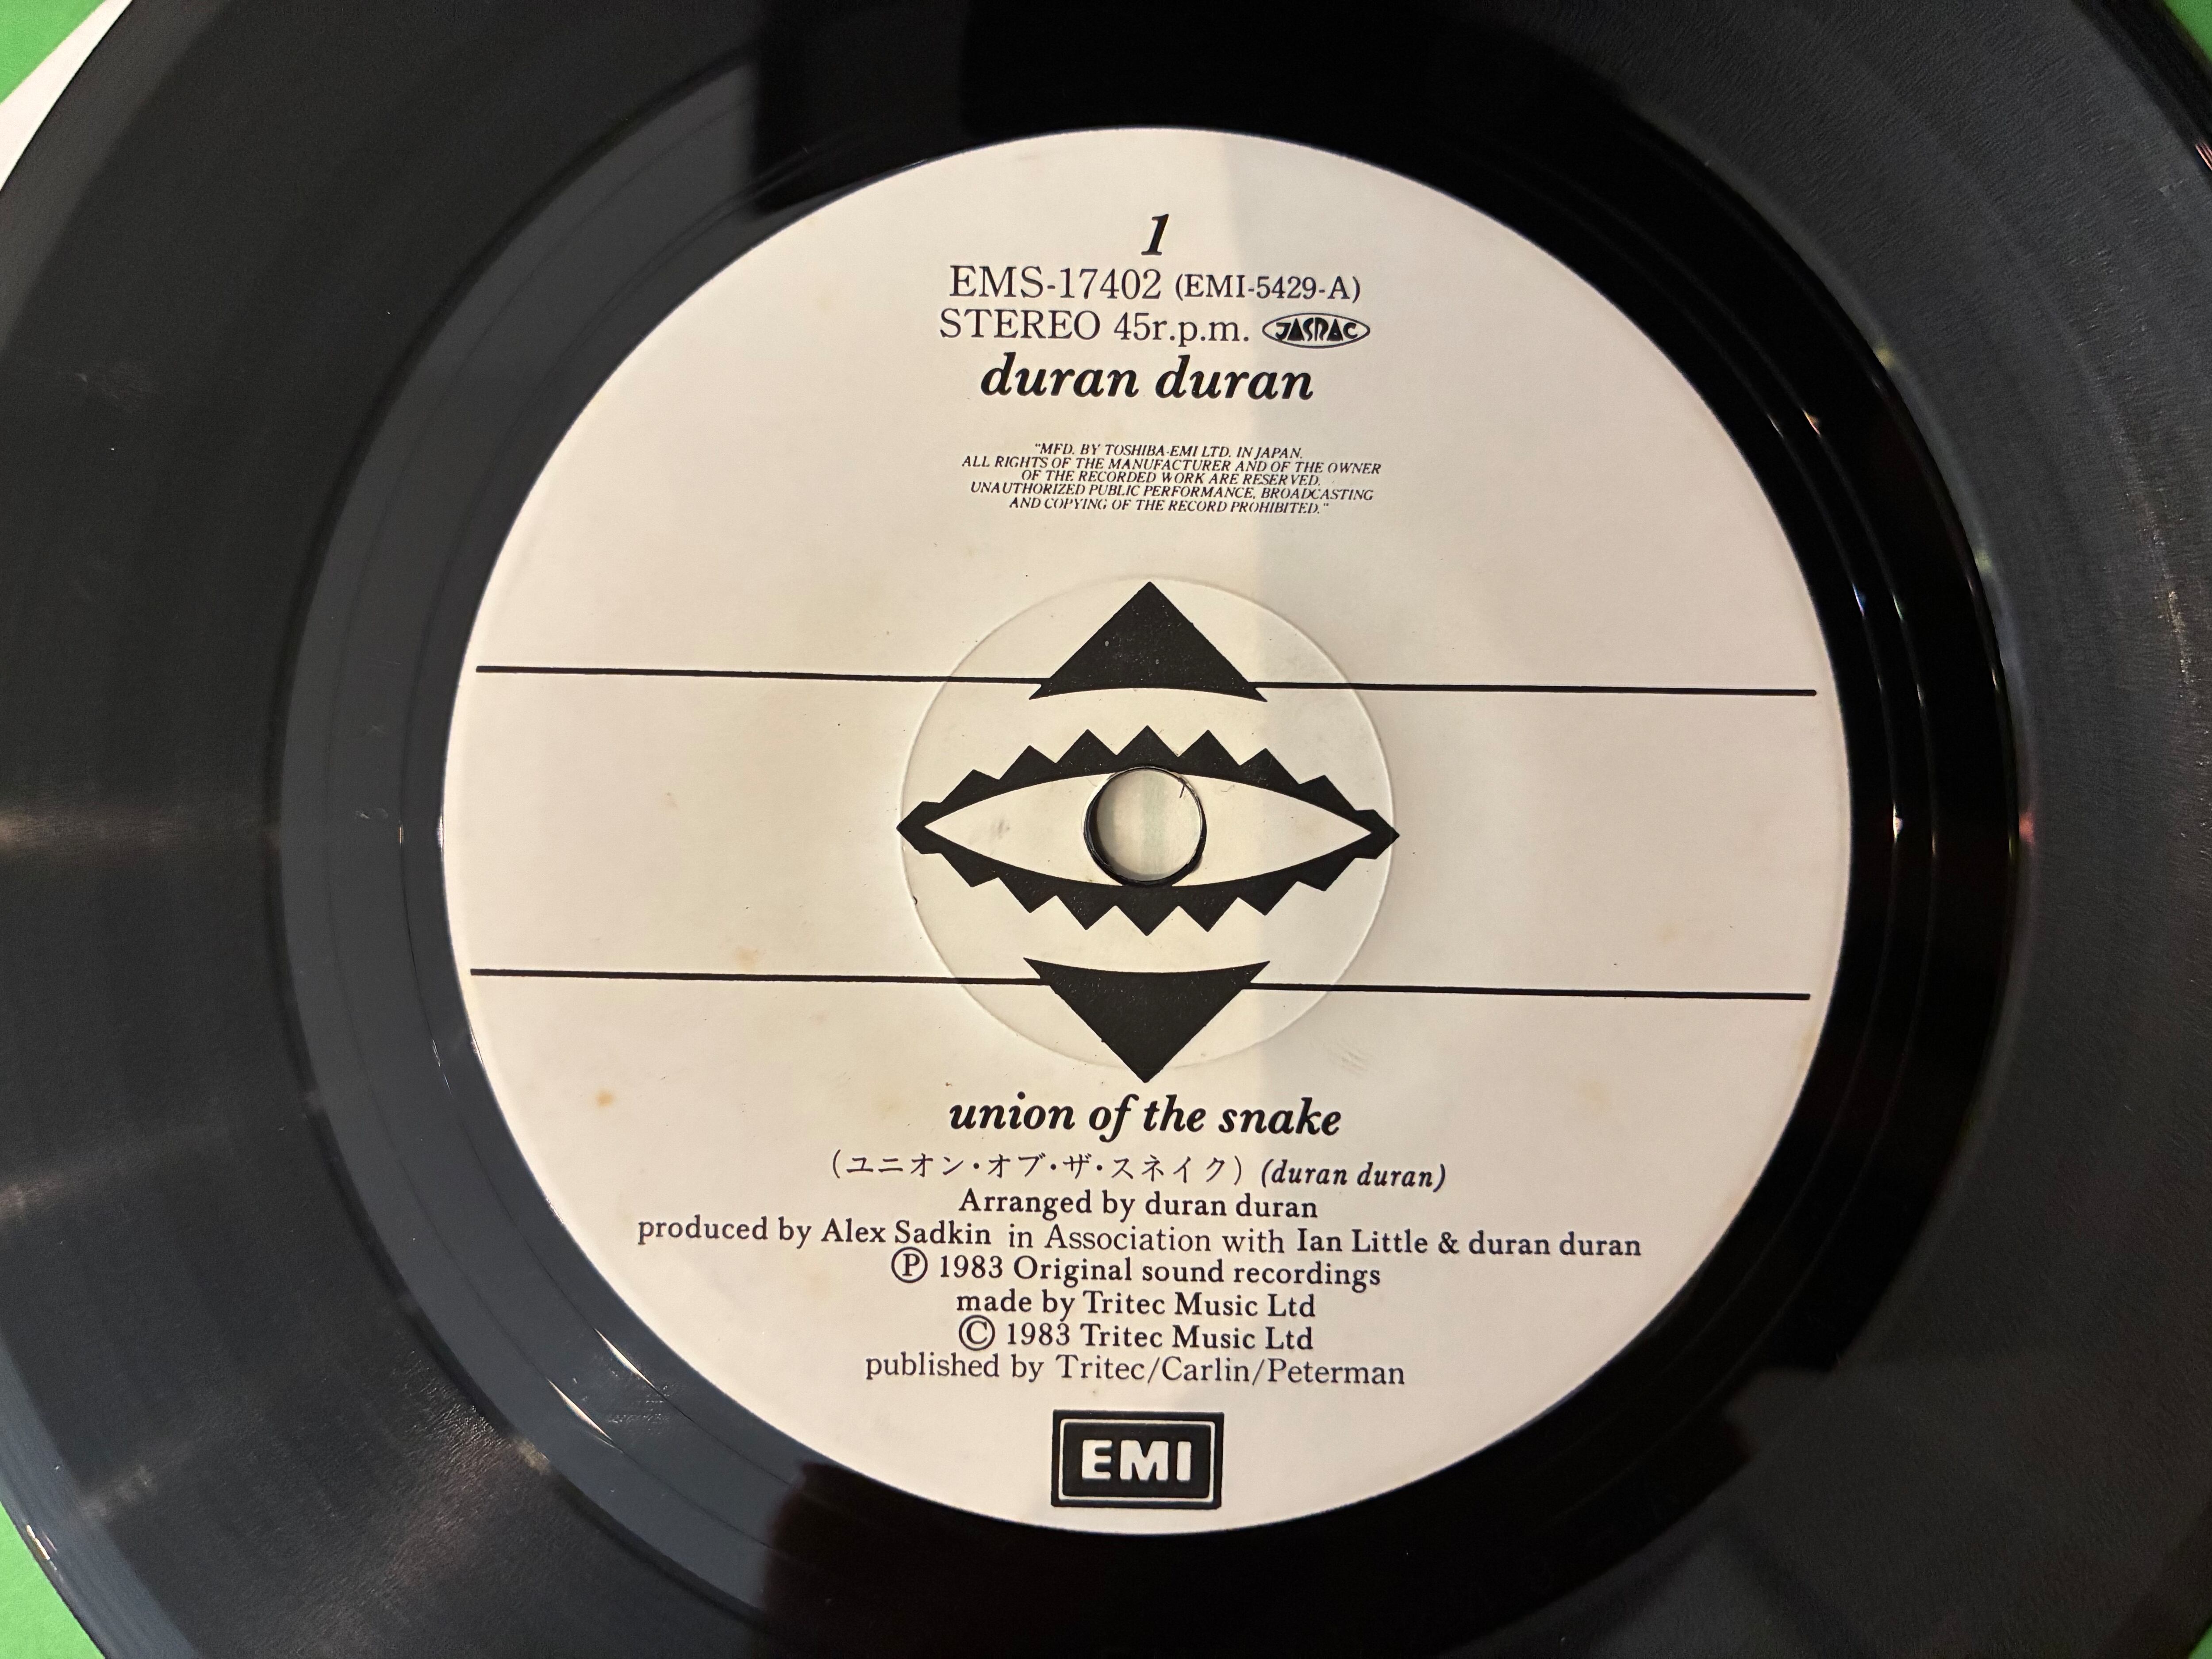 1
EMS-17402 (EMI-5429-A)
STEREO 45r.p.m. JASRAC
duran duran
"MFD. BY TOSHIBA-EMI LTD. IN JAPAN.
ALL RIGHTS OF THE MANUFACTURER AND OF THE OWNER
OF THE RECORDED WORK ARE RESERVED.
UNAUTHORIZED PUBLIC PERFORMANCE, BROADCASTING
AND COPYING OF THE RECORD PROHIBITED."
union of the snake
(ユニオン・オブ・ザ・スネイク) (duran duran)
Arranged by duran duran
produced by Alex Sadkin in Association with Ian Little & duran duran
Ⓟ 1983 Original sound recordings
made by Tritec Music Ltd
© 1983 Tritec Music Ltd
published by Tritec/Carlin/Peterman
EMI